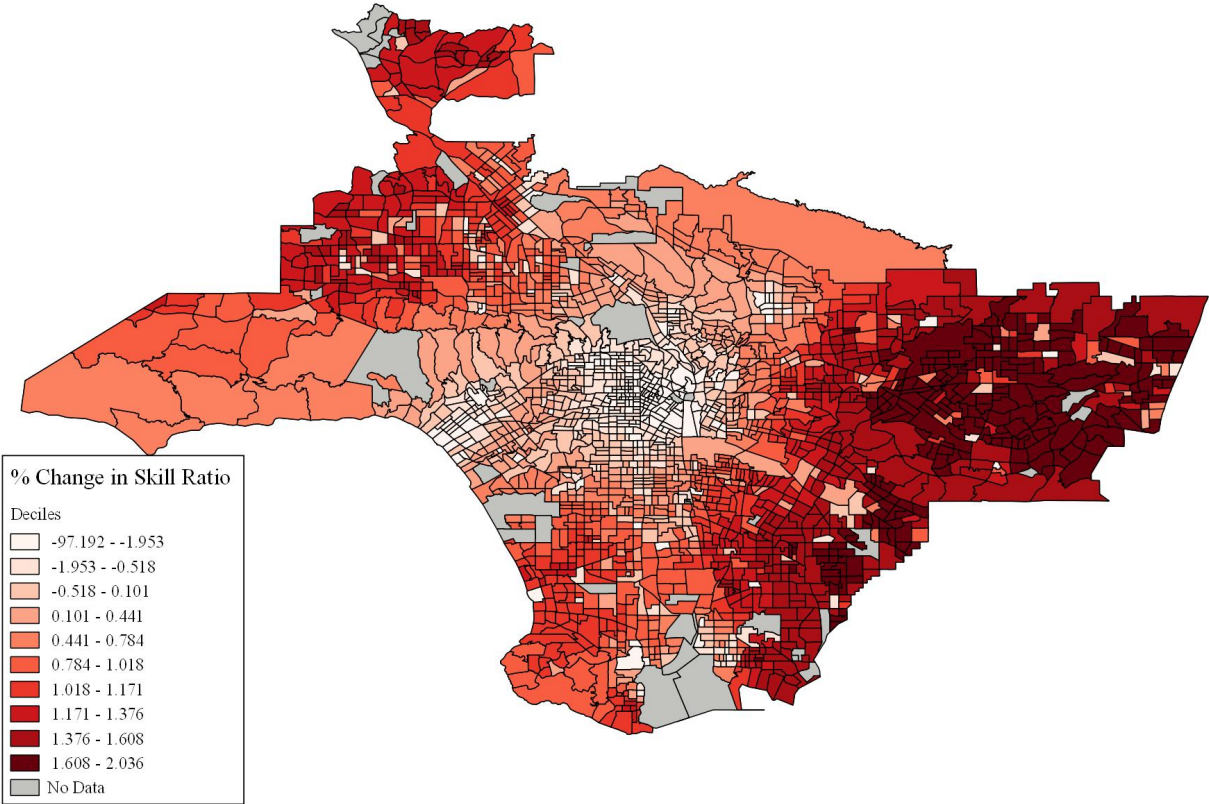 % Change in Skill Ratio
Deciles
-97.192 - -1.953
-1.953 - -0.518
-0.518 - 0.101
0.101 - 0.441
0.441 - 0.784
0.784 - 1.018
1.018 - 1.171
1.171 - 1.376
1.376 - 1.608
1.608 - 2.036
No Data